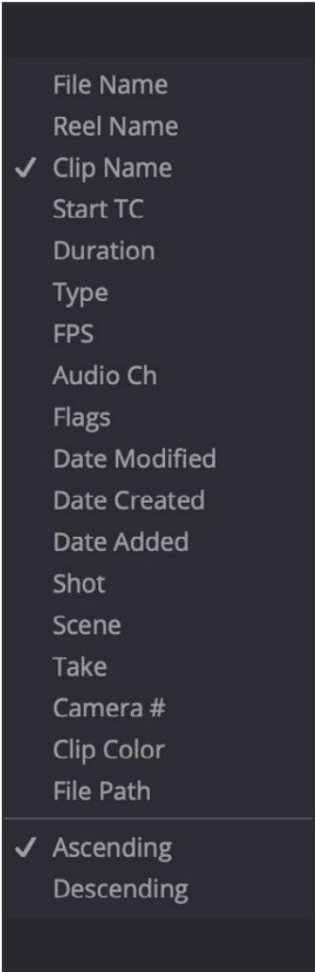 File Name
Reel Name
✓ Clip Name
Start TC
Duration
Type
FPS
Audio Ch
Flags
Date Modified
Date Created
Date Added
Shot
Scene
Take
Camera #
Clip Color
File Path
✓ Ascending
Descending